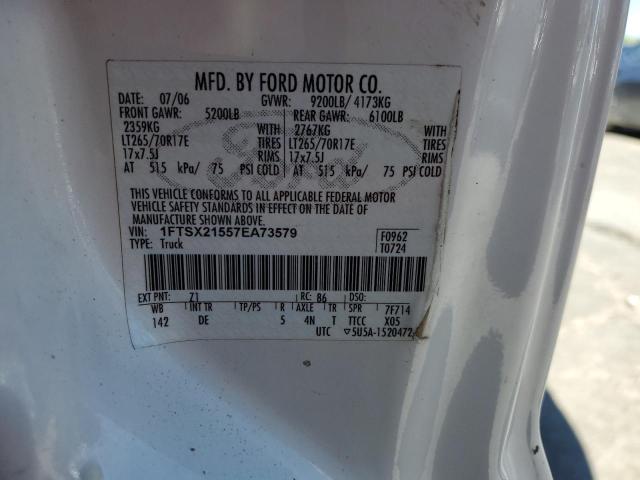 MFD. BY FORD MOTOR CO.
DATE: 07/06 GVWR: 9200LB/ 4173KG
FRONT GAWR: 5200LB REAR GAWR: 6100LB
2359KG WITH 2767KG WITH
LT265/70R17E TIRES LT265/70R17E TIRES
17x7.5J RIMS 17x7.5J RIMS
AT 515 kPa/ 75 PSI COLD AT 515 kPa/ 75 PSI COLD
THIS VEHICLE CONFORMS TO ALL APPLICABLE FEDERAL MOTOR
VEHICLE SAFETY STANDARDS IN EFFECT ON THE DATE OF
MANUFACTURE SHOWN ABOVE.
VIN: 1FTSX21557EA73579 F0962
TYPE: Truck T0724
EXT PNT: Z1 RC: 86 DSO:
WB INT TR TP/PS R AXLE TR SPR 7F714
142 DE 5 4N T TTCC X05
UTC ▽5U5A-1520472